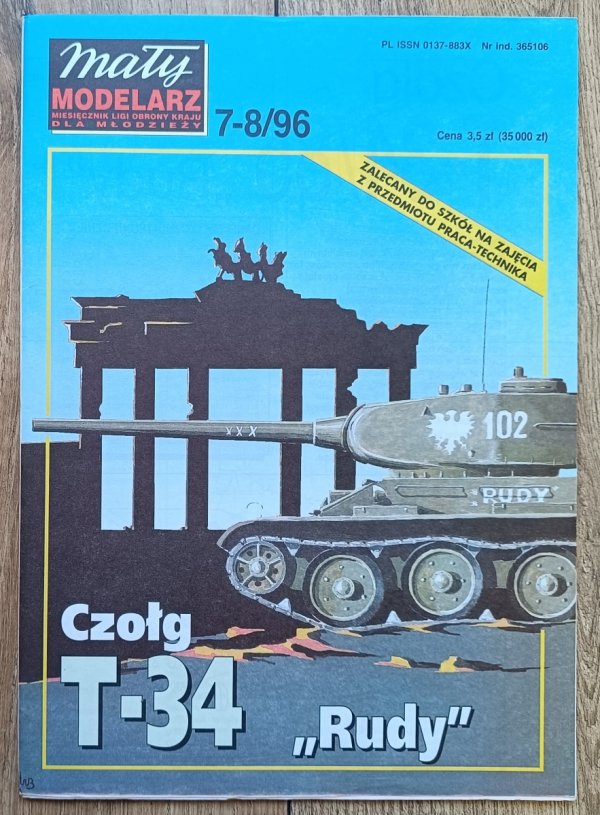 PL ISSN 0137-883X Nr ind. 365106
mały
MODELARZ
MIESIĘCZNIK LIGI OBRONY KRAJU
DLA MŁODZIEŻY
7-8/96
Cena 3,5 zł (35 000 zł)
ZALECANY DO SZKÓŁ NA ZAJĘCIA
Z PRZEDMIOTU PRACA-TECHNIKA
102
XXX
RUDY
Czołg
T-34
„Rudy”